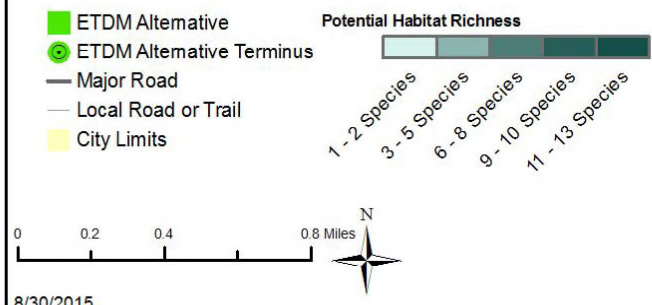 ETDM Alternative
ETDM Alternative Terminus
Major Road
Local Road or Trail
City Limits
Potential Habitat Richness
1 - 2 Species
3 - 5 Species
6 - 8 Species
9 - 10 Species
11 - 13 Species
0 0.2 0.4 0.8 Miles
N
8/30/2015